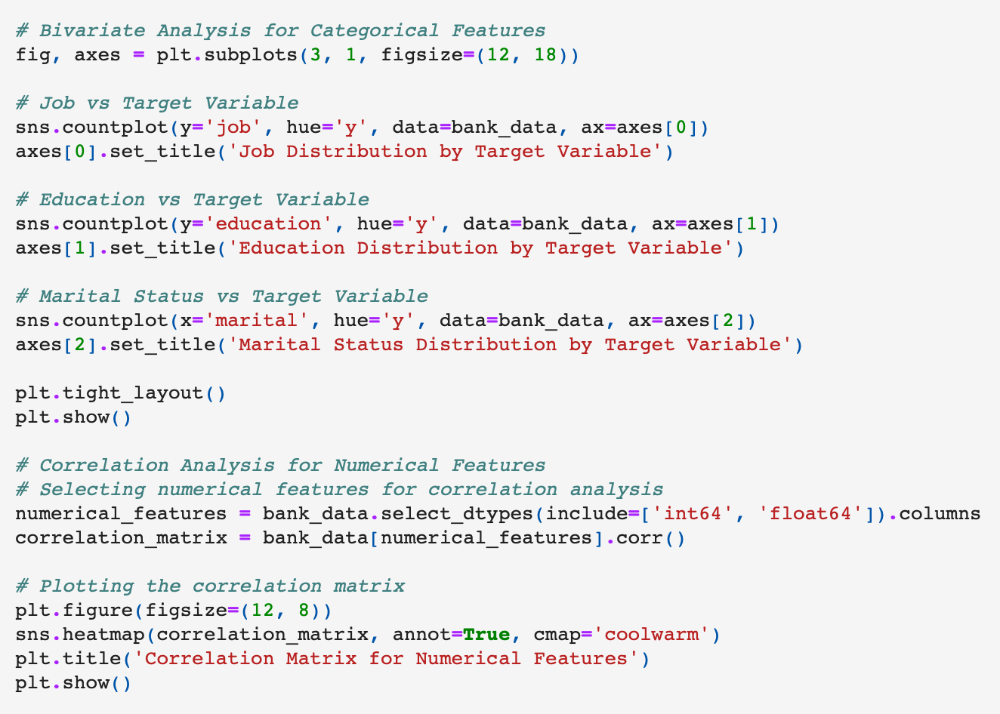 # Bivariate Analysis for Categorical Features
fig, axes = plt.subplots(3, 1, figsize=(12, 18))
# Job vs Target Variable
sns.countplot(y='job', hue='y', data=bank_data, ax=axes[0])
axes[0].set_title('Job Distribution by Target Variable')
# Education vs Target Variable
sns.countplot(y='education', hue='y', data=bank_data, ax=axes[1])
axes[1].set_title('Education Distribution by Target Variable')
# Marital Status vs Target Variable
sns.countplot(x='marital', hue='y', data=bank_data, ax=axes[2])
axes[2].set_title('Marital Status Distribution by Target Variable')
plt.tight_layout()
plt.show()
# Correlation Analysis for Numerical Features
# Selecting numerical features for correlation analysis
numerical_features = bank_data.select_dtypes(include=['int64', 'float64']).columns
correlation_matrix = bank_data[numerical_features].corr()
# Plotting the correlation matrix
plt.figure(figsize=(12, 8))
sns.heatmap(correlation_matrix, annot=True, cmap='coolwarm')
plt.title('Correlation Matrix for Numerical Features')
plt.show()